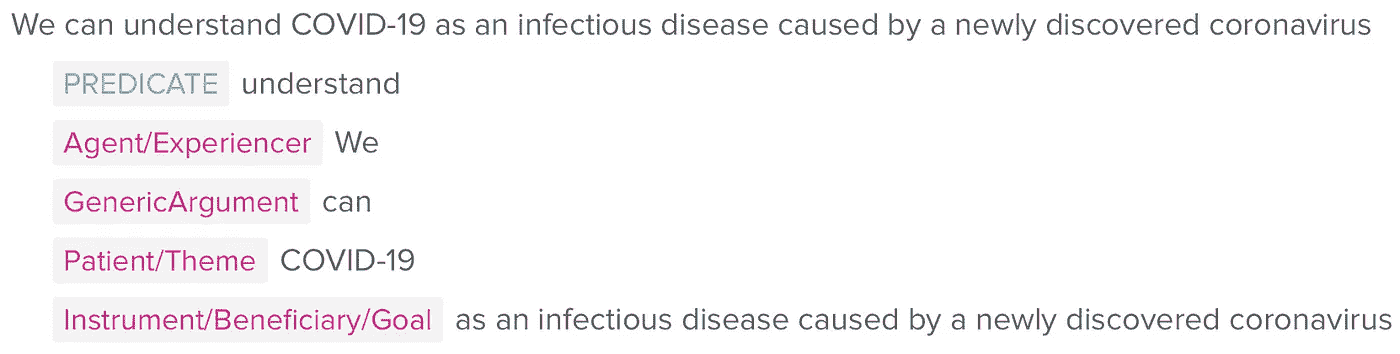 We can understand COVID-19 as an infectious disease caused by a newly discovered coronavirus
PREDICATE understand
Agent/Experiencer We
GenericArgument can
Patient/Theme COVID-19
Instrument/Beneficiary/Goal as an infectious disease caused by a newly discovered coronavirus